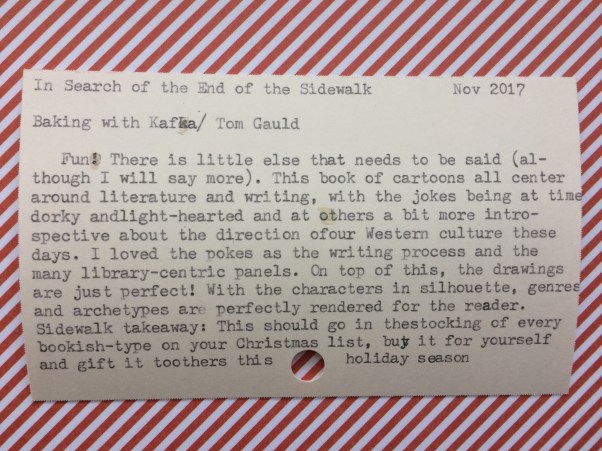 In Search of the End of the Sidewalk Nov 2017
Baking with Kafka/ Tom Gauld
Fun! There is little else that needs to be said (al-
though I will say more). This book of cartoons all center
around literature and writing, with the jokes being at time
dorky andlight-hearted and at others a bit more intro-
spective about the direction ofour Western culture these
days. I loved the pokes as the writing process and the
many library-centric panels. On top of this, the drawings
are just perfect! With the characters in silhouette, genres
and archetypes are perfectly rendered for the reader.
Sidewalk takeaway: This should go in thestocking of every
bookish-type on your Christmas list, buy it for yourself
and gift it toothers this holiday season